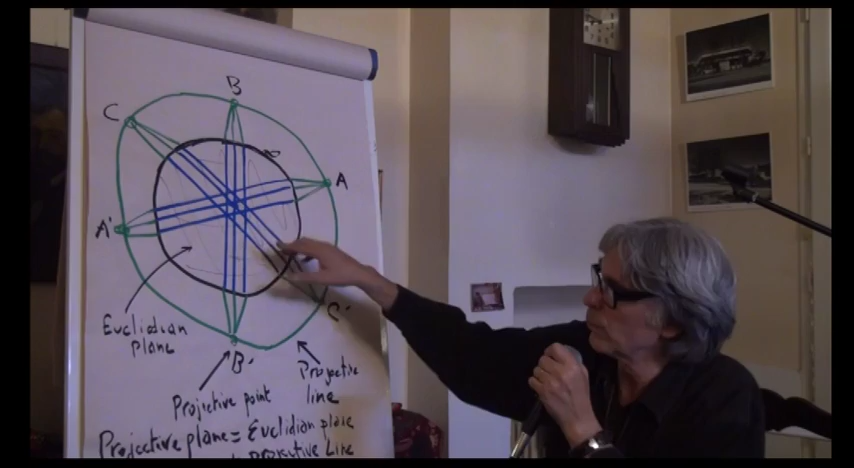 B
C
A
A'
C'
Euclidian
plane
B'
Projective
line
Projective point
Projective plane = Euclidian plane
Projective Line